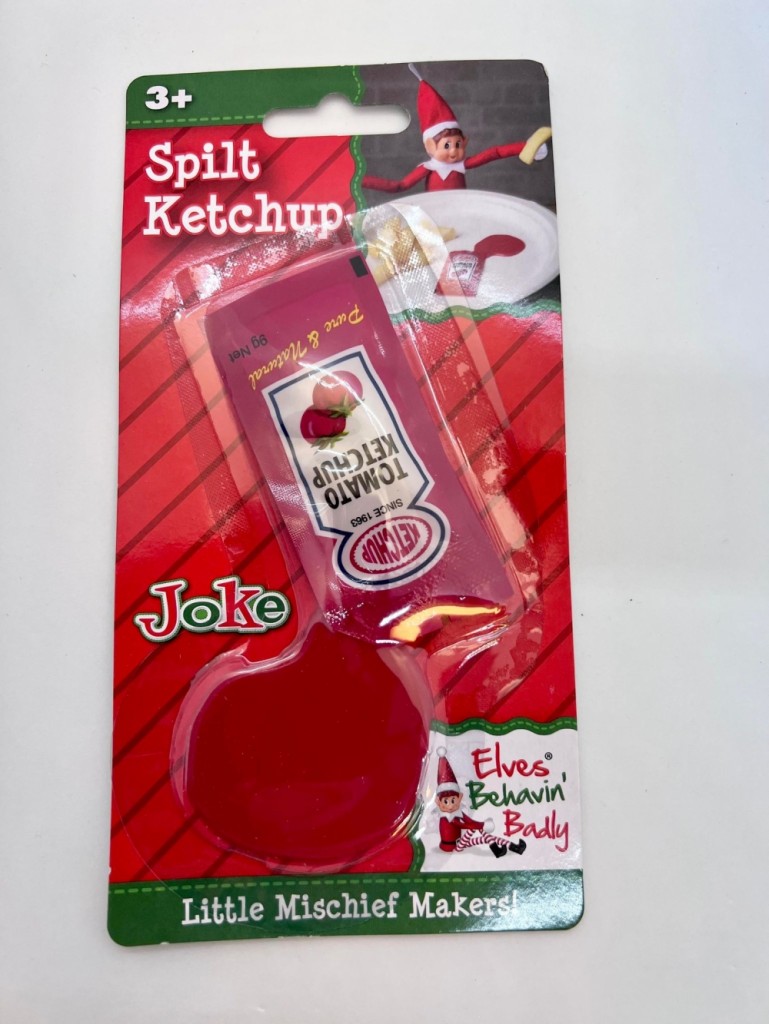 3+
Spilt
Ketchup
Pure & Natural
9g Net
TOMATO
KETCHUP
SINCE 1963
KETCHUP
Joke
Elves®
Behavin'
Badly
Little Mischief Makers!